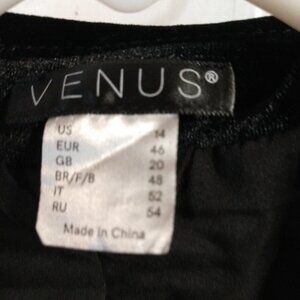 VENUS®
US 14
EUR 46
GB 20
BR/F/B 48
IT 52
RU 54
Made in China